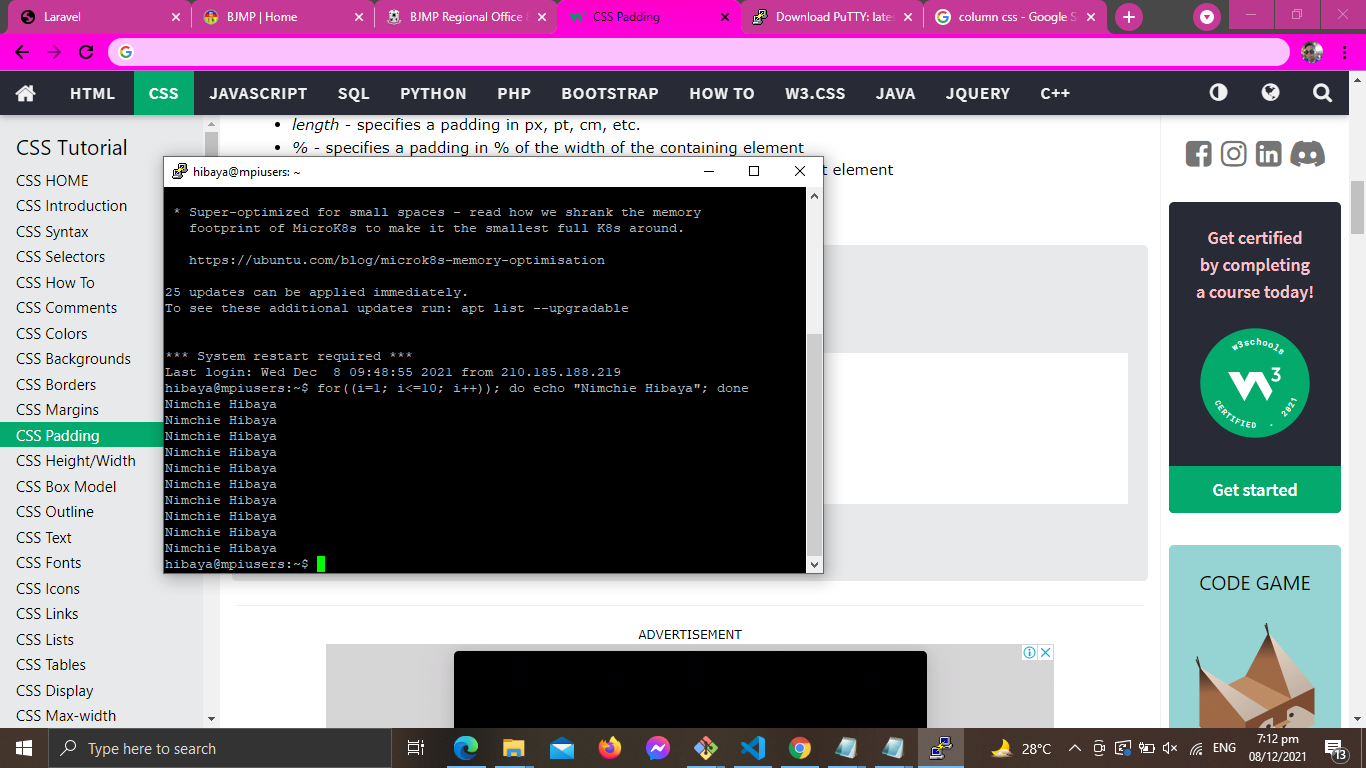 Laravel
BJMP | Home
BJMP Regional Office
CSS Padding
Download PuTTY: late
column css - Google S
HTML
CSS
JAVASCRIPT
SQL
PYTHON
PHP
BOOTSTRAP
HOW TO
W3.CSS
JAVA
JQUERY
C++
CSS Tutorial
CSS HOME
CSS Introduction
CSS Syntax
CSS Selectors
CSS How To
CSS Comments
CSS Colors
CSS Backgrounds
CSS Borders
CSS Margins
CSS Padding
CSS Height/Width
CSS Box Model
CSS Outline
CSS Text
CSS Fonts
CSS Icons
CSS Links
CSS Lists
CSS Tables
CSS Display
CSS Max-width
length - specifies a padding in px, pt, cm, etc.
% - specifies a padding in % of the width of the containing element
t element
hibaya@mpiusers: ~
* Super-optimized for small spaces - read how we shrank the memory
footprint of MicroK8s to make it the smallest full K8s around.
https://ubuntu.com/blog/microk8s-memory-optimisation
25 updates can be applied immediately.
To see these additional updates run: apt list --upgradable
*** System restart required ***
Last login: Wed Dec  8 09:48:55 2021 from 210.185.188.219
hibaya@mpiusers:~$ for((i=1; i<=10; i++)); do echo "Nimchie Hibaya"; done
Nimchie Hibaya
Nimchie Hibaya
Nimchie Hibaya
Nimchie Hibaya
Nimchie Hibaya
Nimchie Hibaya
Nimchie Hibaya
Nimchie Hibaya
Nimchie Hibaya
Nimchie Hibaya
hibaya@mpiusers:~$
ADVERTISEMENT
Get certified
by completing
a course today!
w3schools
3
CERTIFIED . 2021
Get started
CODE GAME
Type here to search
28°C
ENG
7:12 pm
08/12/2021
13